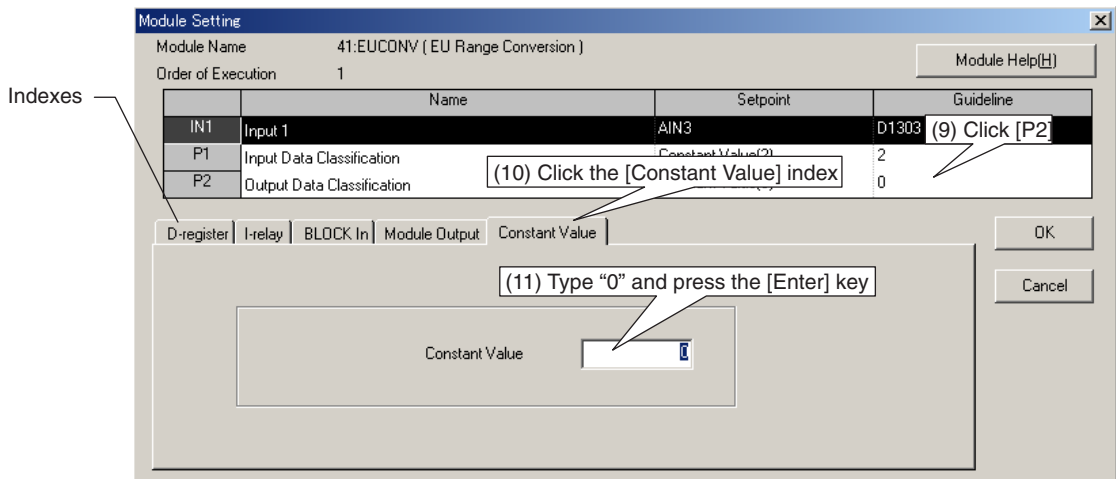 Module Setting
Module Name 41:EUCONV ( EU Range Conversion )
Module Help(H)
Order of Execution 1
Indexes
Name Setpoint Guideline
IN1 Input 1 AIN3 D1303
(9) Click [P2]
P1 Input Data Classification Constant Value(2) 2
(10) Click the [Constant Value] index
P2 Output Data Classification 0
D-register I-relay BLOCK In Module Output Constant Value
OK
(11) Type “0” and press the [Enter] key
Cancel
Constant Value 0